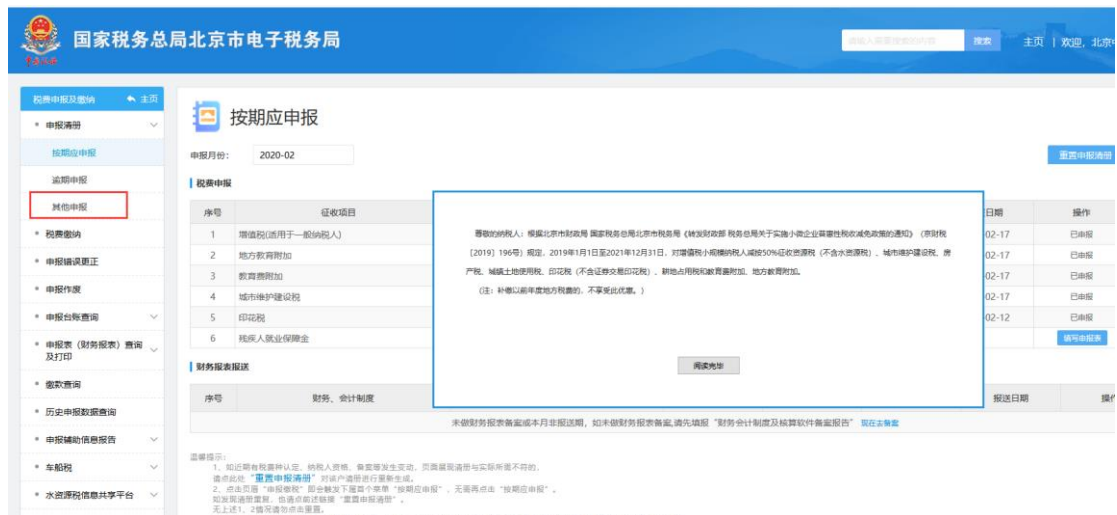 国家税务总局北京市电子税务局
搜索
主页 | 欢迎, 北京
税费申报及缴纳
主页
申报清册
按期应申报
逾期申报
其他申报
税费缴纳
申报错误更正
申报作废
申报台账查询
申报表（财务报表）查询
及打印
缴款查询
历史申报数据查询
申报辅助信息报告
车船税
水资源税信息共享平台
按期应申报
申报月份： 2020-02
重置申报清册
税费申报
序号 征收项目 日期 操作
1 增值税(适用于一般纳税人) 02-17 已申报
2 地方教育附加 02-17 已申报
3 教育费附加 02-17 已申报
4 城市维护建设税 02-17 已申报
5 印花税 02-12 已申报
6 残疾人就业保障金 填写申报表
尊敬的纳税人：根据北京市财政局 国家税务总局北京市税务局《转发财政部 税务总局关于实施小微企业普惠性税收减免政策的通知》（京财税
[2019] 196号）规定，2019年1月1日至2021年12月31日，对增值税小规模纳税人减按50%征收资源税（不含水资源税）、城市维护建设税、房
产税、城镇土地使用税、印花税（不含证券交易印花税）、耕地占用税和教育费附加、地方教育附加。
（注：补缴以前年度地方税费的，不享受此优惠。）
阅读完毕
财务报表报送
序号 财务、会计制度 报送日期 操作
未做财务报表备案或本月非报送期，如未做财务报表备案,请先填报 “财务会计制度及核算软件备案报告” 现在去备案
温馨提示：
1、如近期有税费种认定、纳税人资格、备案等发生变动，页面展现清册与实际所需不符的，
请点此处“重置申报清册”对该户清册进行重新生成。
2、点击页眉“申报缴税”即会触发下属首个菜单“按期应申报”，无需再点击“按期应申报”。
如发现清册重复，也请点前述链接“重置申报清册”。
无上述1、2情况请勿点击重置。